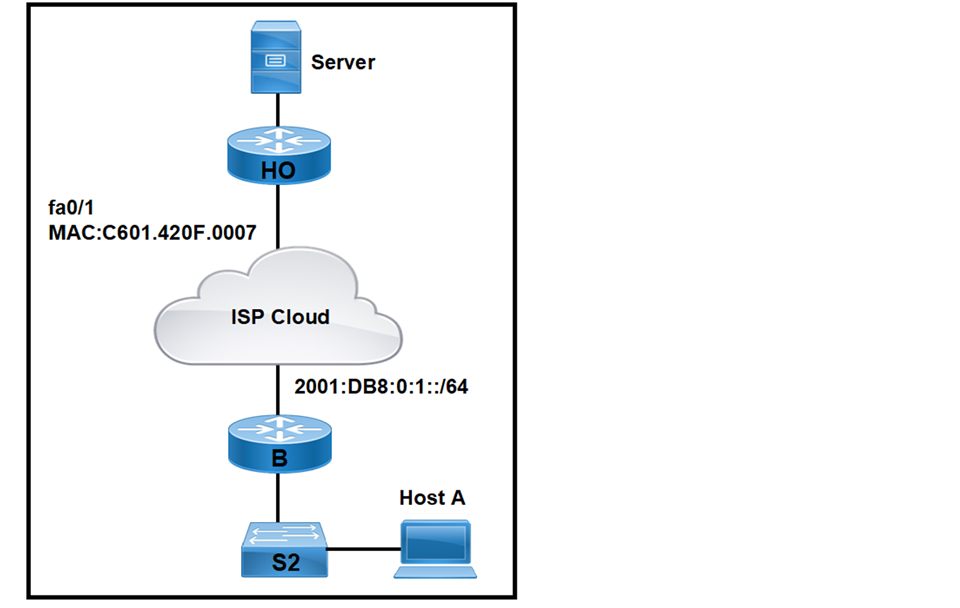 Server
HO
fa0/1
MAC:C601.420F.0007
ISP Cloud
2001:DB8:0:1::/64
B
Host A
S2